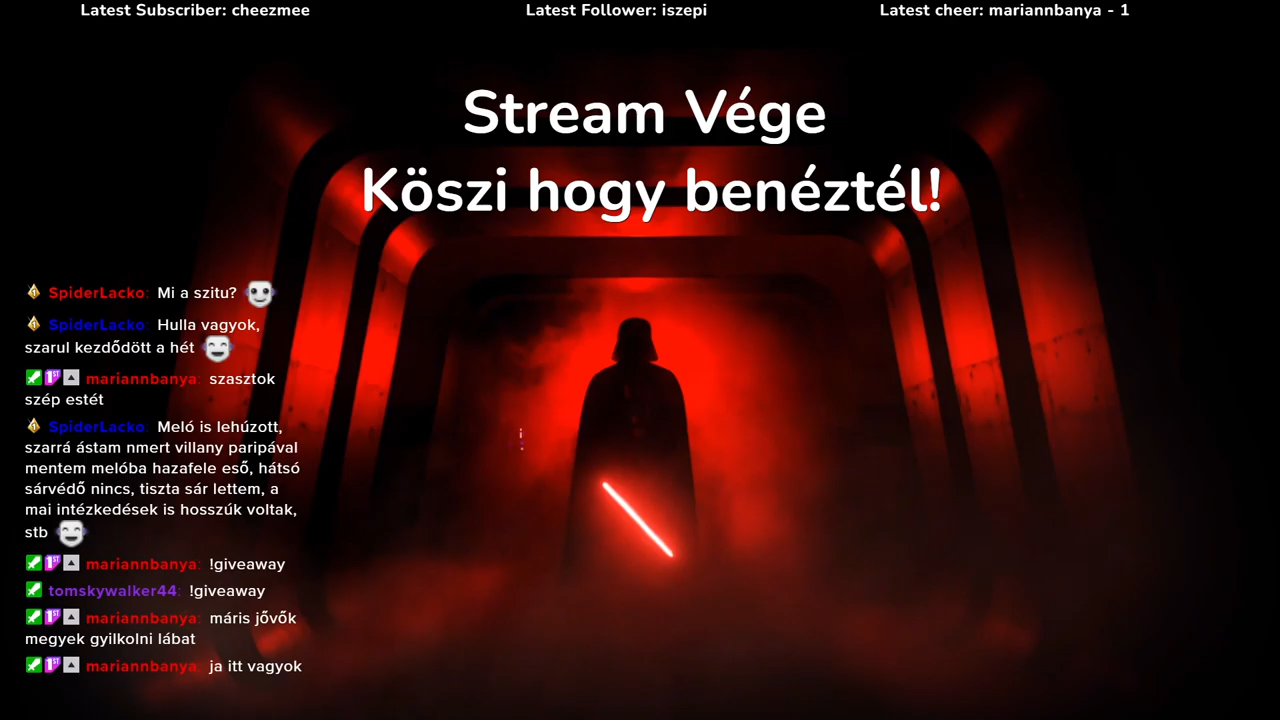 Latest Subscriber: cheezmee
Latest Follower: iszepi
Latest cheer: mariannbanya - 1
Stream Vége
Köszi hogy benéztél!
SpiderLacko: Mi a szitu?
SpiderLacko: Hulla vagyok,
szarul kezdődött a hét
mariannbanya: szasztok
szép estét
SpiderLacko: Meló is lehúzott,
szarrá ástam nmert villany paripával
mentem melóba hazafele eső, hátsó
sárvédő nincs, tiszta sár lettem, a
mai intézkedések is hosszúk voltak,
stb
mariannbanya: !giveaway
tomskywalker44: !giveaway
mariannbanya: máris jővők
megyek gyilkolni lábat
mariannbanya: ja itt vagyok